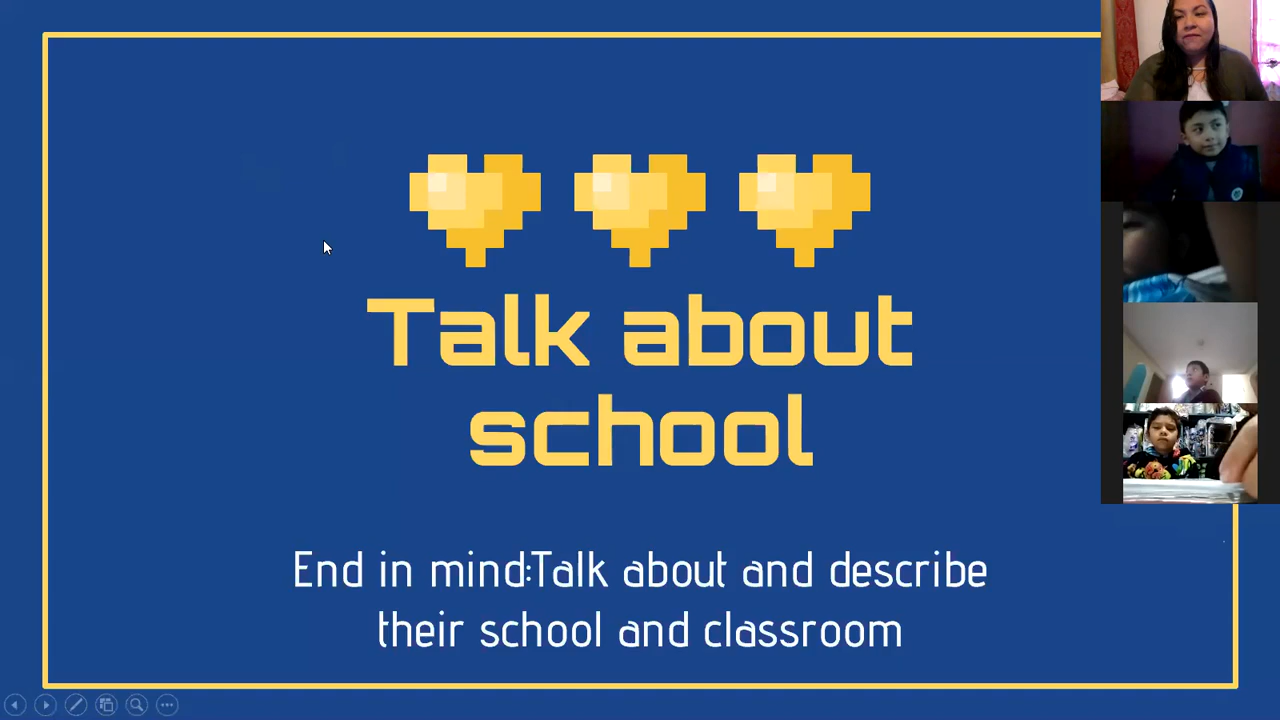 Talk about
school
End in mind:Talk about and describe
their school and classroom